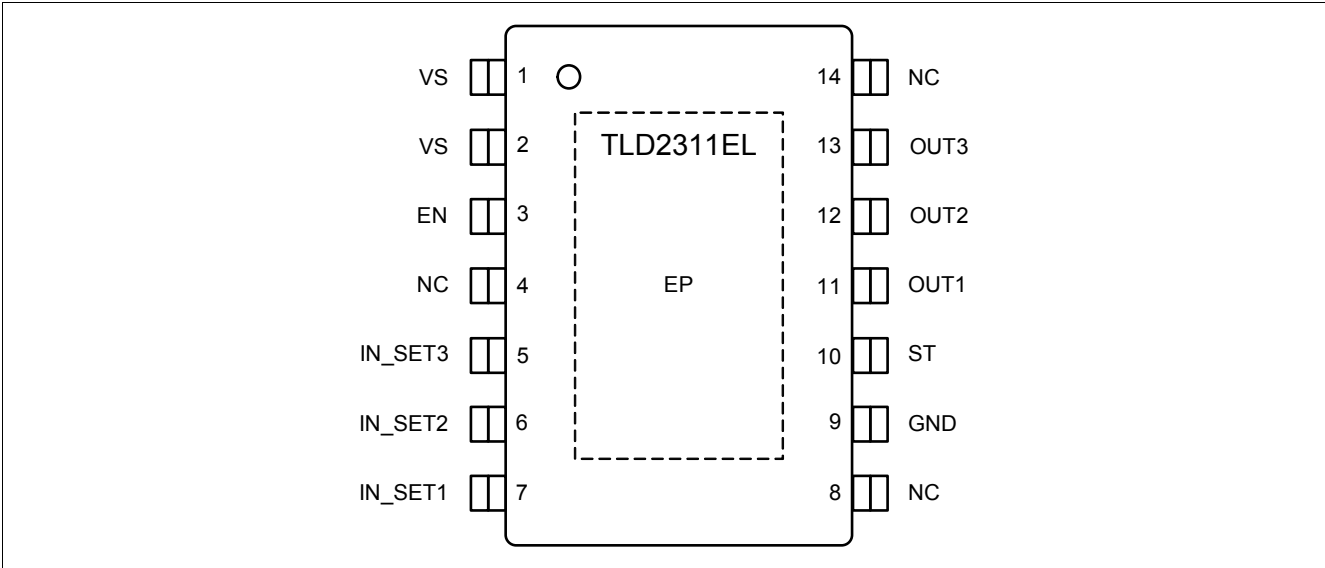 VS 1 14 NC
VS 2 TLD2311EL 13 OUT3
EN 3 12 OUT2
NC 4 EP 11 OUT1
IN_SET3 5 10 ST
IN_SET2 6 9 GND
IN_SET1 7 8 NC